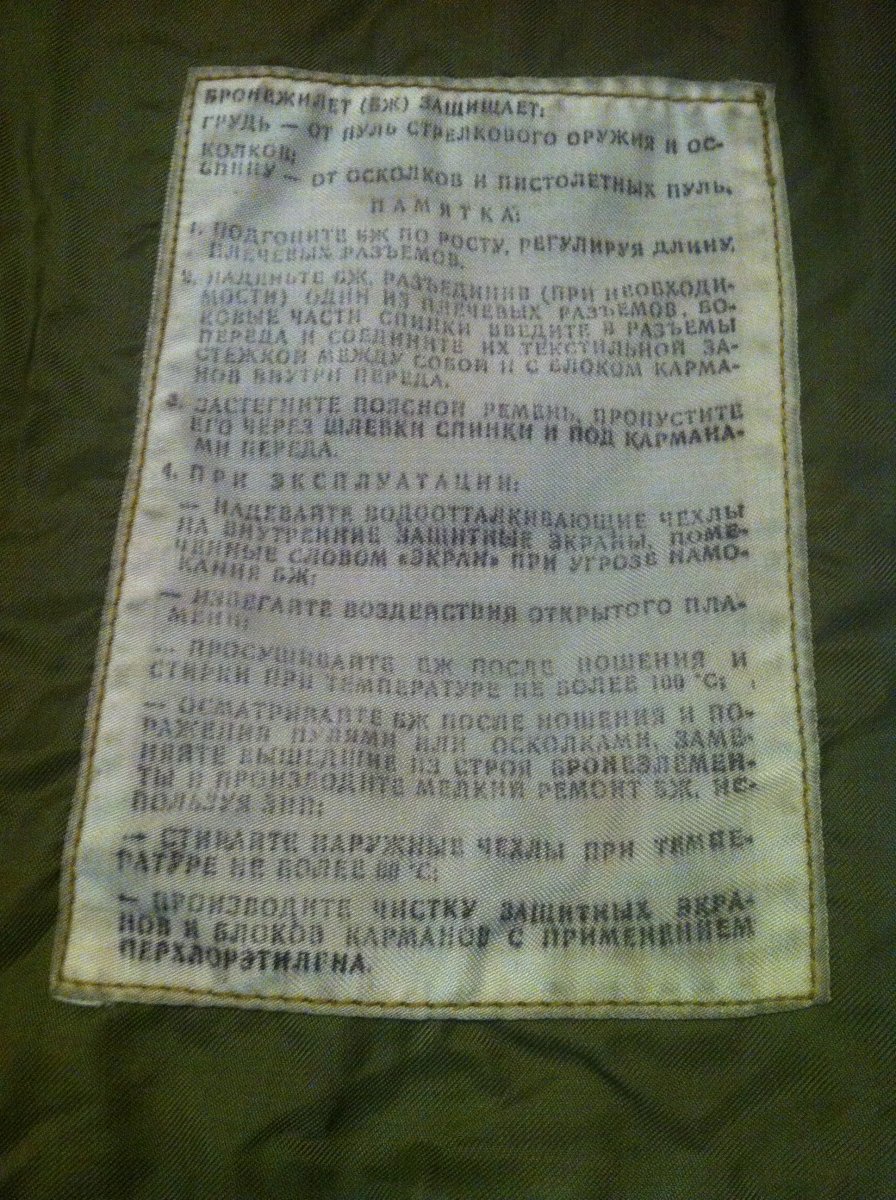 БРОНЕЖИЛЕТ (БЖ) ЗАЩИЩАЕТ:
ГРУДЬ — ОТ ПУЛЬ СТРЕЛКОВОГО ОРУЖИЯ И ОС-
КОЛКОВ;
СПИНУ — ОТ ОСКОЛКОВ И ПИСТОЛЕТНЫХ ПУЛЬ.
ПАМЯТКА:
1. ПОДГОНИТЕ БЖ ПО РОСТУ, РЕГУЛИРУЯ ДЛИНУ
ПЛЕЧЕВЫХ РАЗЪЕМОВ.
2. НАДЕНЬТЕ БЖ, РАЗЪЕДИНИВ (ПРИ НЕОБХОДИ-
МОСТИ) ОДИН ИЗ ПЛЕЧЕВЫХ РАЗЪЕМОВ, БО-
КОВЫЕ ЧАСТИ СПИНКИ ВВЕДИТЕ В РАЗЪЕМЫ
ПЕРЕДА И СОЕДИНИТЕ ИХ ТЕКСТИЛЬНОЙ ЗА-
СТЕЖКОЙ МЕЖДУ СОБОЙ И С БЛОКОМ КАРМА-
НОВ ВНУТРИ ПЕРЕДА.
3. ЗАСТЕГНИТЕ ПОЯСНОЙ РЕМЕНЬ, ПРОПУСТИТЕ
ЕГО ЧЕРЕЗ ШЛЕВКИ СПИНКИ И ПОД КАРМАНА-
МИ ПЕРЕДА.
4. ПРИ ЭКСПЛУАТАЦИИ:
— НАДЕВАЙТЕ ВОДООТТАЛКИВАЮЩИЕ ЧЕХЛЫ
НА ВНУТРЕННИЕ ЗАЩИТНЫЕ ЭКРАНЫ, ПОМЕ-
ЧЕННЫЕ СЛОВОМ «ЭКРАН» ПРИ УГРОЗЕ НАМО-
КАНИЯ БЖ;
— ИЗБЕГАЙТЕ ВОЗДЕЙСТВИЯ ОТКРЫТОГО ПЛА-
МЕНИ;
— ПРОСУШИВАЙТЕ БЖ ПОСЛЕ НОШЕНИЯ И
СТИРКИ ПРИ ТЕМПЕРАТУРЕ НЕ БОЛЕЕ 100 °С;
— ОСМАТРИВАЙТЕ БЖ ПОСЛЕ НОШЕНИЯ И ПО-
РАЖЕНИЯ ПУЛЯМИ ИЛИ ОСКОЛКАМИ, ЗАМЕ-
НЯЙТЕ ВЫШЕДШИЕ ИЗ СТРОЯ БРОНЕЭЛЕМЕН-
ТЫ И ПРОИЗВОДИТЕ МЕЛКИЙ РЕМОНТ БЖ, ИС-
ПОЛЬЗУЯ ЗИП;
— СТИРАЙТЕ НАРУЖНЫЕ ЧЕХЛЫ ПРИ ТЕМПЕ-
РАТУРЕ НЕ БОЛЕЕ 60 °С;
— ПРОИЗВОДИТЕ ЧИСТКУ ЗАЩИТНЫХ ЭКРА-
НОВ И БЛОКОВ КАРМАНОВ С ПРИМЕНЕНИЕМ
ПЕРХЛОРЭТИЛЕНА.